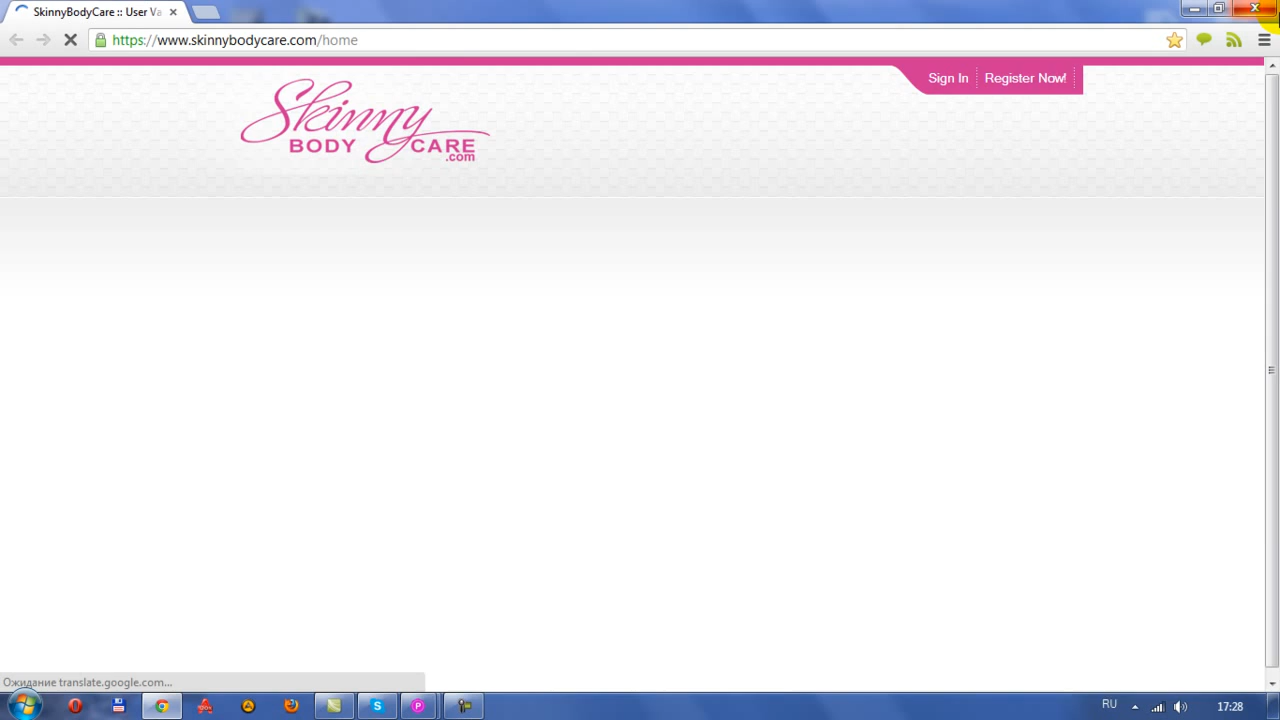 SkinnyBodyCare :: User Va
https://www.skinnybodycare.com/home
Sign In
Register Now!
Skinny
BODY CARE
.com
Ожидание translate.google.com...
RU
17:28